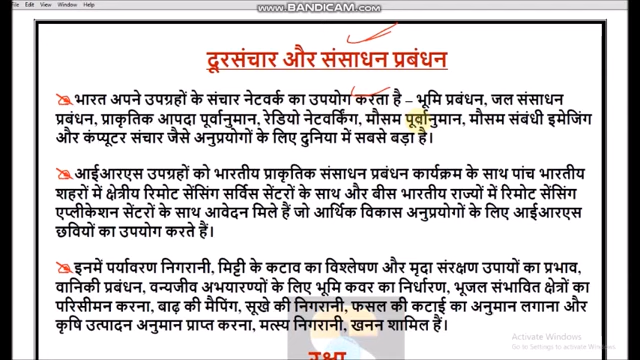 www.BANDICAM.com
File Edit View Window Help
दूरसंचार और संसाधन प्रबंधन
भारत अपने उपग्रहों के संचार नेटवर्क का उपयोग करता है – भूमि प्रबंधन, जल संसाधन
प्रबंधन, प्राकृतिक आपदा पूर्वानुमान, रेडियो नेटवर्किंग, मौसम पूर्वानुमान, मौसम संबंधी इमेजिंग
और कंप्यूटर संचार जैसे अनुप्रयोगों के लिए दुनिया में सबसे बड़ा है।
आईआरएस उपग्रहों को भारतीय प्राकृतिक संसाधन प्रबंधन कार्यक्रम के साथ पांच भारतीय
शहरों में क्षेत्रीय रिमोट सेंसिंग सर्विस सेंटरों के साथ और बीस भारतीय राज्यों में रिमोट सेंसिंग
एप्लीकेशन सेंटरों के साथ आवेदन मिले हैं जो आर्थिक विकास अनुप्रयोगों के लिए आईआरएस
छवियों का उपयोग करते हैं।
इनमें पर्यावरण निगरानी, मिट्टी के कटाव का विश्लेषण और मृदा संरक्षण उपायों का प्रभाव,
वानिकी प्रबंधन, वन्यजीव अभयारण्यों के लिए भूमि कवर का निर्धारण, भूजल संभावित क्षेत्रों का
परिसीमन करना, बाढ़ की मैपिंग, सूखे की निगरानी, फसल की कटाई का अनुमान लगाना और
कृषि उत्पादन अनुमान प्राप्त करना, मत्स्य निगरानी, खनन शामिल हैं।
Activate Windows
Go to Settings to activate Windows.
रक्षा